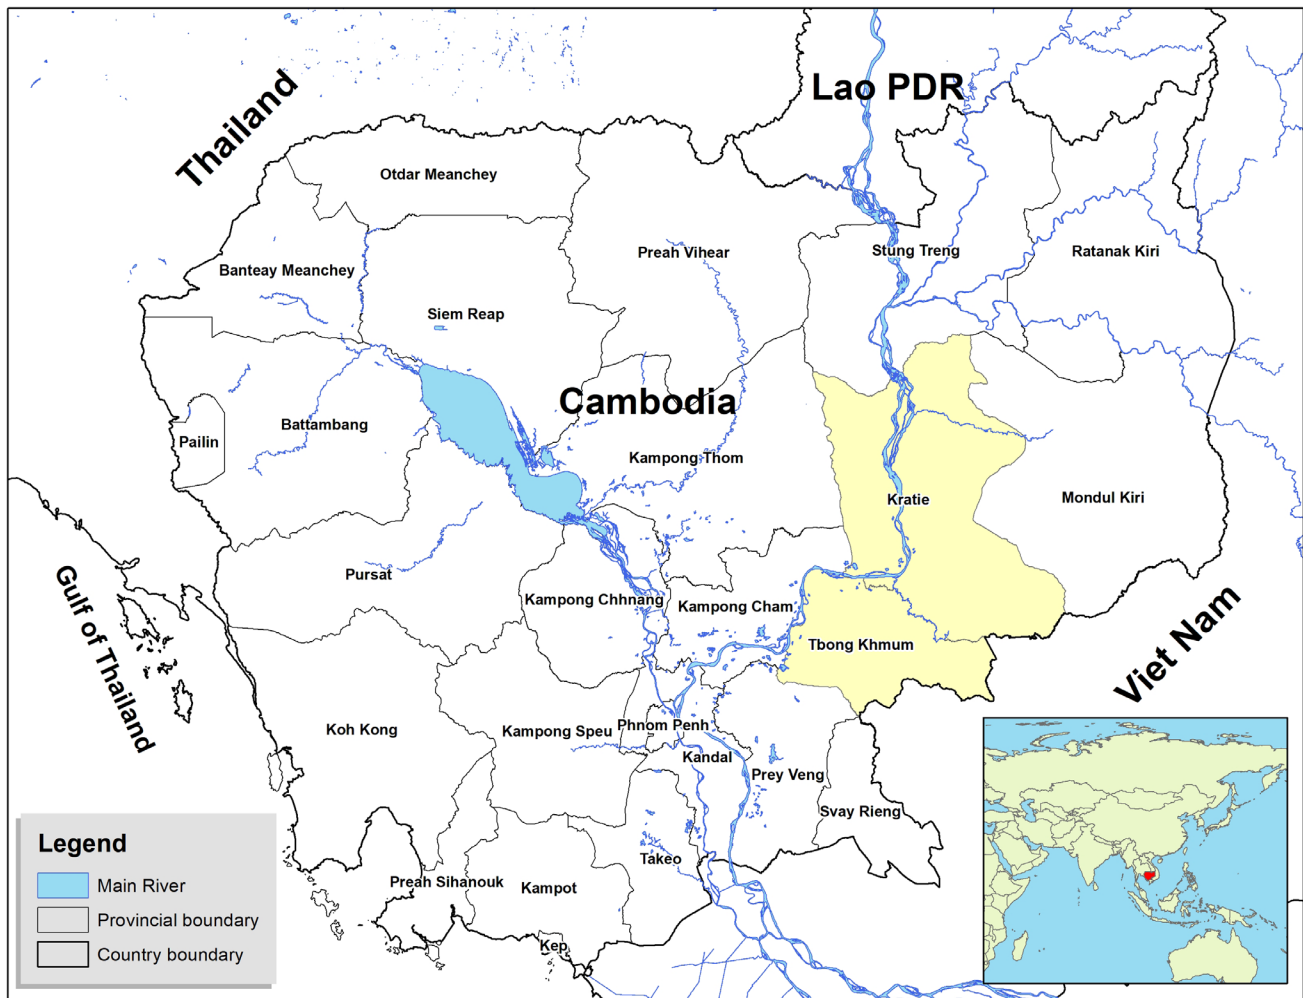 Lao PDR
Thailand
Otdar Meanchey
Preah Vihear
Stung Treng
Ratanak Kiri
Banteay Meanchey
Siem Reap
Cambodia
Battambang
Pailin
Kampong Thom
Kratie
Mondul Kiri
Pursat
Kampong Chhnang
Kampong Cham
Tbong Khmum
Gulf of Thailand
Viet Nam
Koh Kong
Kampong Speu
Phnom Penh
Kandal
Prey Veng
Svay Rieng
Takeo
Preah Sihanouk
Kampot
Kep
Legend
Main River
Provincial boundary
Country boundary